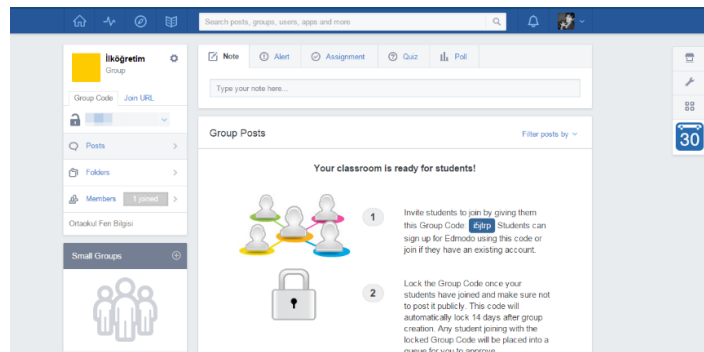 Search posts, groups, users, apps and more
İlköğretim
Group
Group Code Join URL
Posts
Folders
Members 1 joined
Ortaokul Fen Bilgisi
Small Groups
Note Alert Assignment Quiz Poll
Type your note here...
Group Posts Filter posts by
Your classroom is ready for students!
1
Invite students to join by giving them
this Group Code Students can
sign up for Edmodo using this code or
join if they have an existing account.
2
Lock the Group Code once your
students have joined and make sure not
to post it publicly. This code will
automatically lock 14 days after group
creation. Any student joining with the
locked Group Code will be placed into a
queue for you to approve.
30